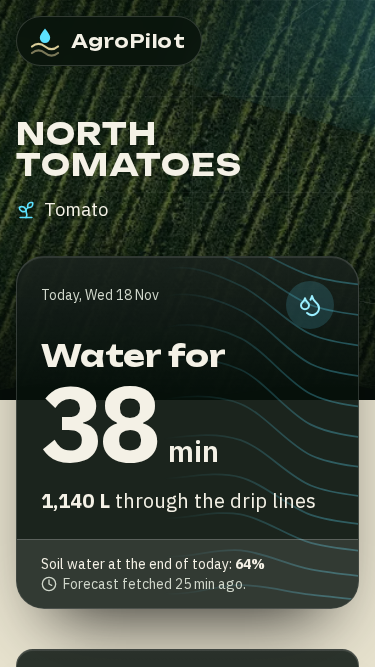 AgroPilot
NORTH
TOMATOES
Tomato
Today, Wed 18 Nov
Water for
38 min
1,140 L through the drip lines
Soil water at the end of today: 64%
Forecast fetched 25 min ago.